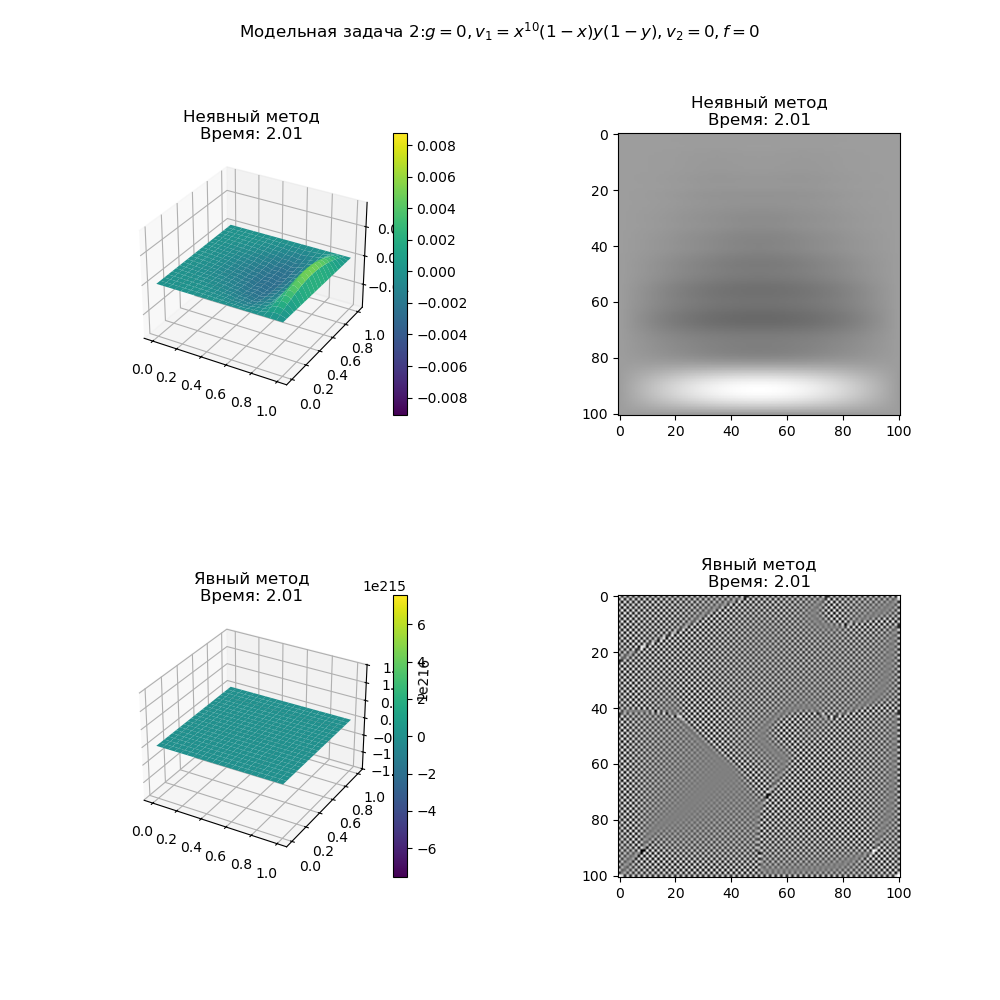 Модельная задача 2:g = 0, v₁ = x¹⁰(1 − x)y(1 − y), v₂ = 0, f = 0
Неявный метод
Время: 2.01
0.008
0.006
0.004
0.002
0.000
−0.002
−0.004
−0.006
−0.008
0.0 0.2 0.4 0.6 0.8 1.0
0.0 0.2 0.4 0.6 0.8 1.0
Неявный метод
Время: 2.01
0
20
40
60
80
100
0 20 40 60 80 100
Явный метод
Время: 2.01
1e215
6
4
2
0
−2
−4
−6
0.0 0.2 0.4 0.6 0.8 1.0
0.0 0.2 0.4 0.6 0.8 1.0
Явный метод
Время: 2.01
0
20
40
60
80
100
0 20 40 60 80 100